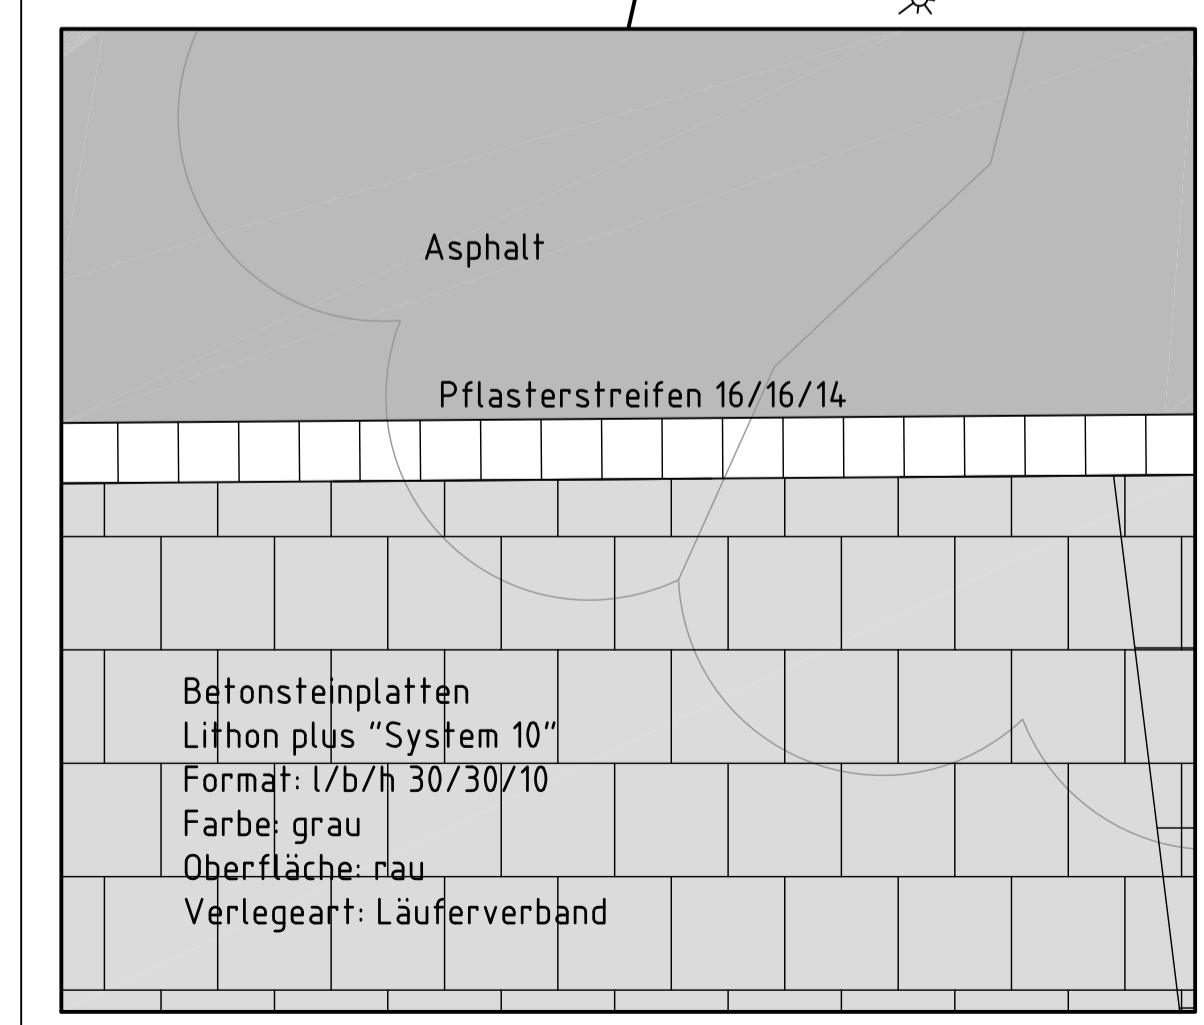 Asphalt
Pflasterstreifen 16/16/14
Betonsteinplatten
Lithon plus "System 10"
Format: l/b/h 30/30/10
Farbe: grau
Oberfläche: rau
Verlegeart: Läuferverband